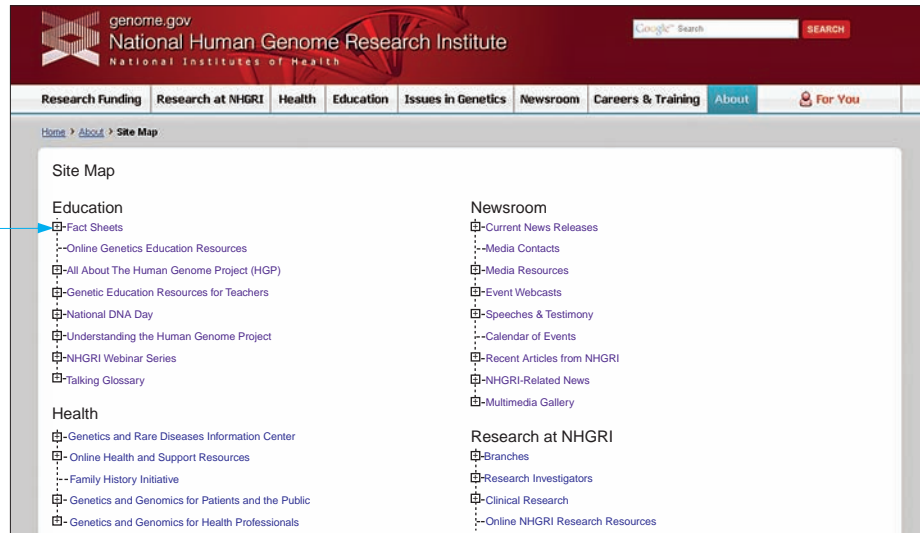 genome.gov
National Human Genome Research Institute
National Institutes of Health
Google™ Search
SEARCH
Research Funding
Research at NHGRI
Health
Education
Issues in Genetics
Newsroom
Careers & Training
About
For You
Home > About > Site Map
Site Map
Education
Fact Sheets
Online Genetics Education Resources
All About The Human Genome Project (HGP)
Genetic Education Resources for Teachers
National DNA Day
Understanding the Human Genome Project
NHGRI Webinar Series
Talking Glossary
Health
Genetics and Rare Diseases Information Center
Online Health and Support Resources
Family History Initiative
Genetics and Genomics for Patients and the Public
Genetics and Genomics for Health Professionals
Newsroom
Current News Releases
Media Contacts
Media Resources
Event Webcasts
Speeches & Testimony
Calendar of Events
Recent Articles from NHGRI
NHGRI-Related News
Multimedia Gallery
Research at NHGRI
Branches
Research Investigators
Clinical Research
Online NHGRI Research Resources